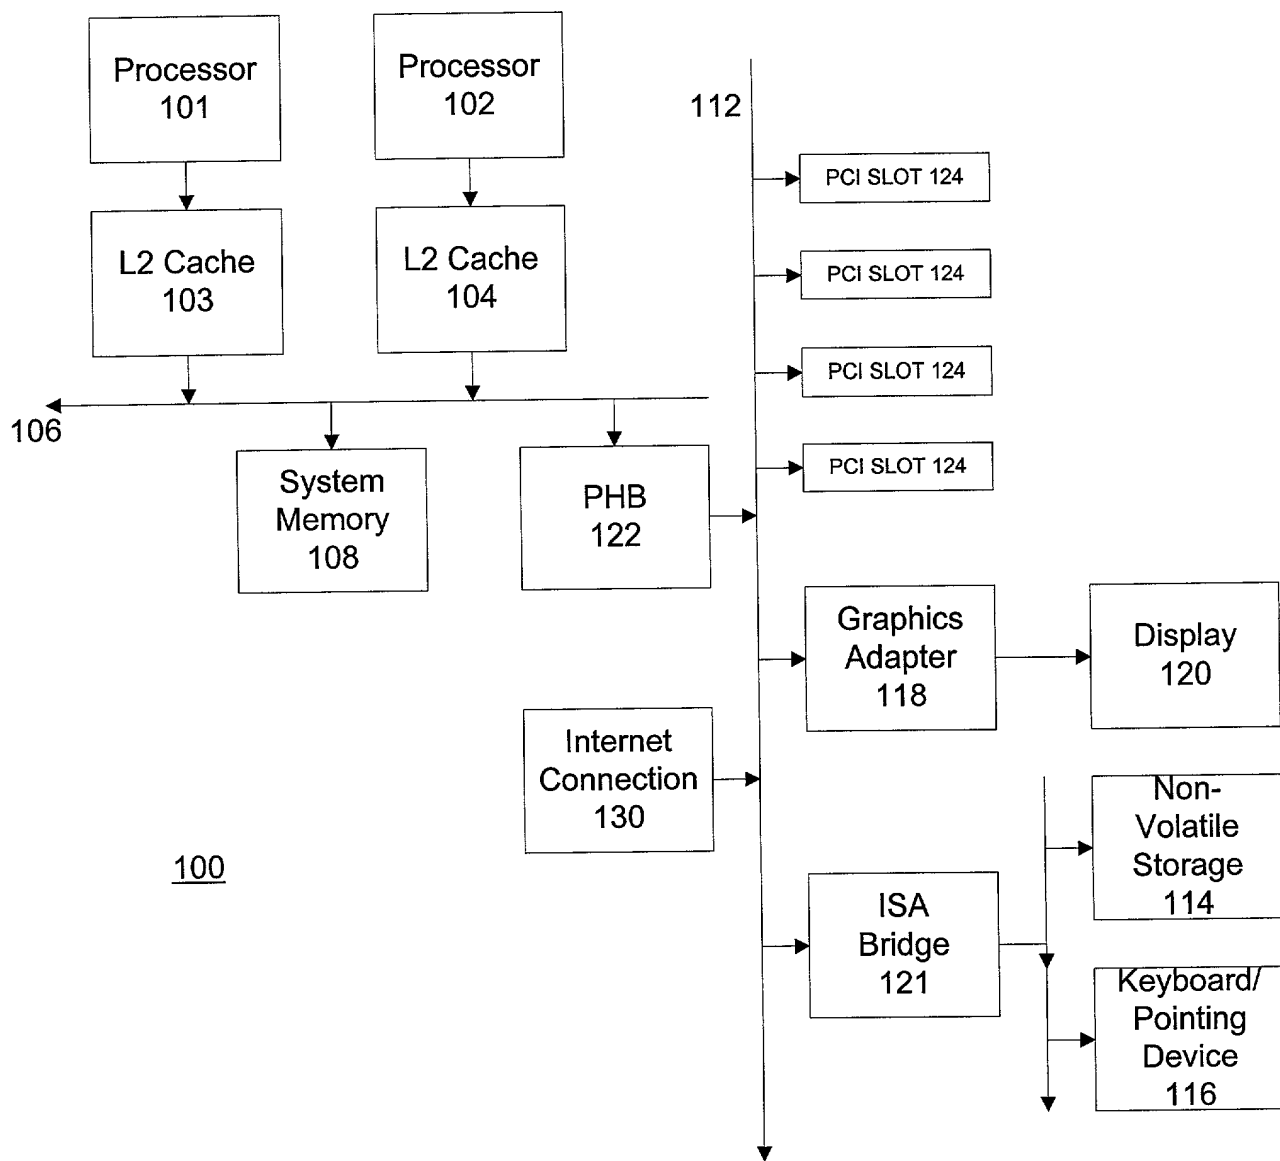 Processor
101
Processor
102
112
PCI SLOT 124
L2 Cache
103
L2 Cache
104
PCI SLOT 124
PCI SLOT 124
106
System
Memory
108
PHB
122
PCI SLOT 124
Graphics
Adapter
118
Display
120
Internet
Connection
130
Non-
Volatile
Storage
114
100
ISA
Bridge
121
Keyboard/
Pointing
Device
116